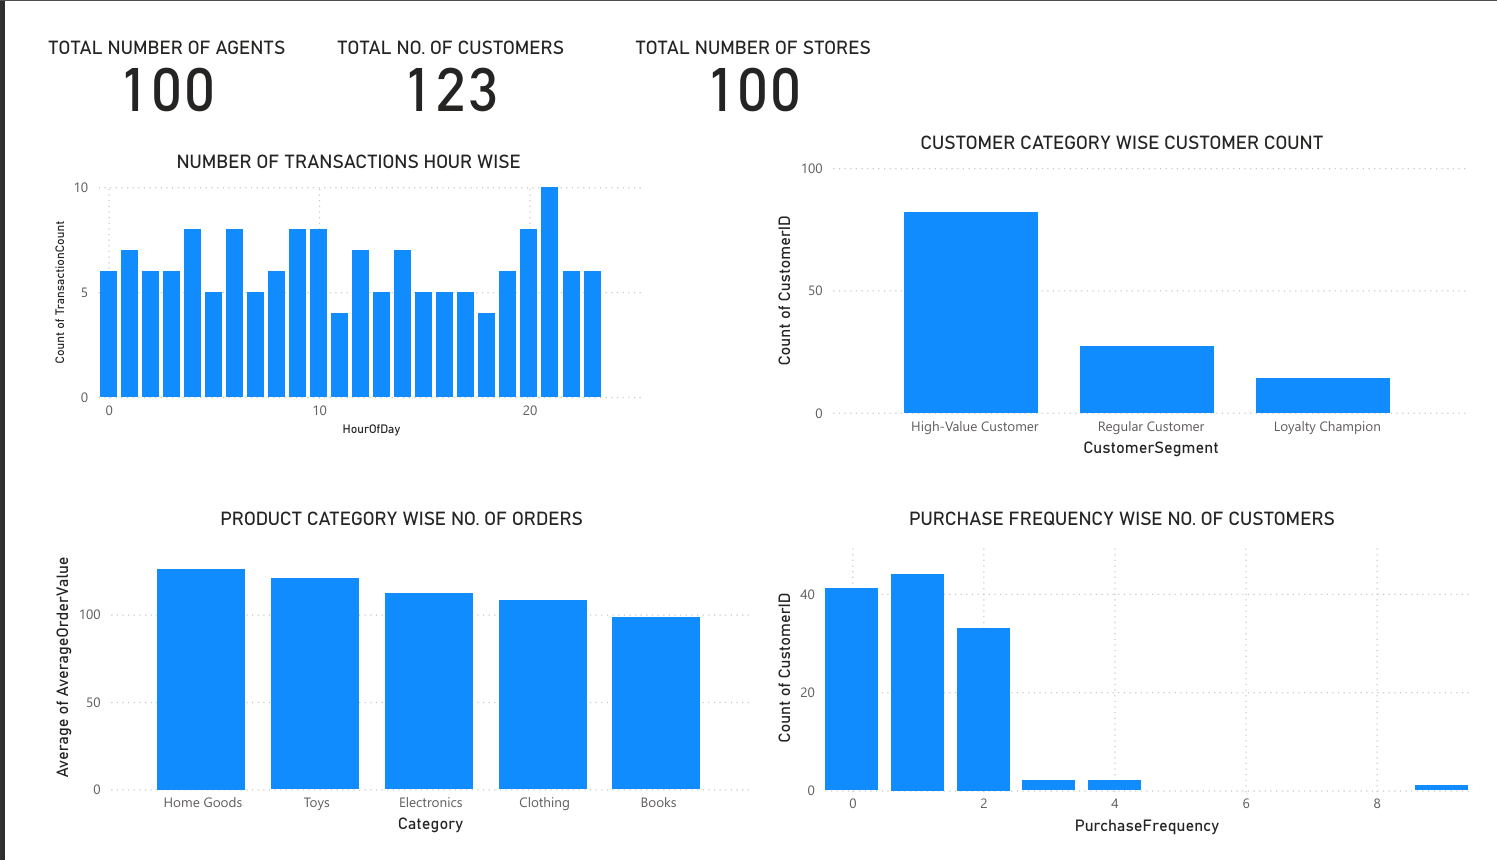 TOTAL NUMBER OF AGENTS
100
TOTAL NO. OF CUSTOMERS
123
TOTAL NUMBER OF STORES
100
NUMBER OF TRANSACTIONS HOUR WISE
Count of TransactionCount
10
5
0
0 10 20
HourOfDay
CUSTOMER CATEGORY WISE CUSTOMER COUNT
Count of CustomerID
100
50
0
High-Value Customer Regular Customer Loyalty Champion
CustomerSegment
PRODUCT CATEGORY WISE NO. OF ORDERS
Average of AverageOrderValue
100
50
0
Home Goods Toys Electronics Clothing Books
Category
PURCHASE FREQUENCY WISE NO. OF CUSTOMERS
Count of CustomerID
40
20
0
0 2 4 6 8
PurchaseFrequency